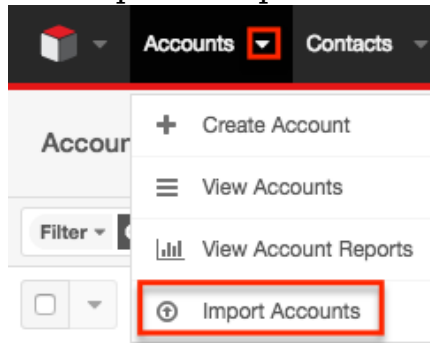 Accounts Contacts
Create Account
Accour
View Accounts
Filter
View Account Reports
Import Accounts